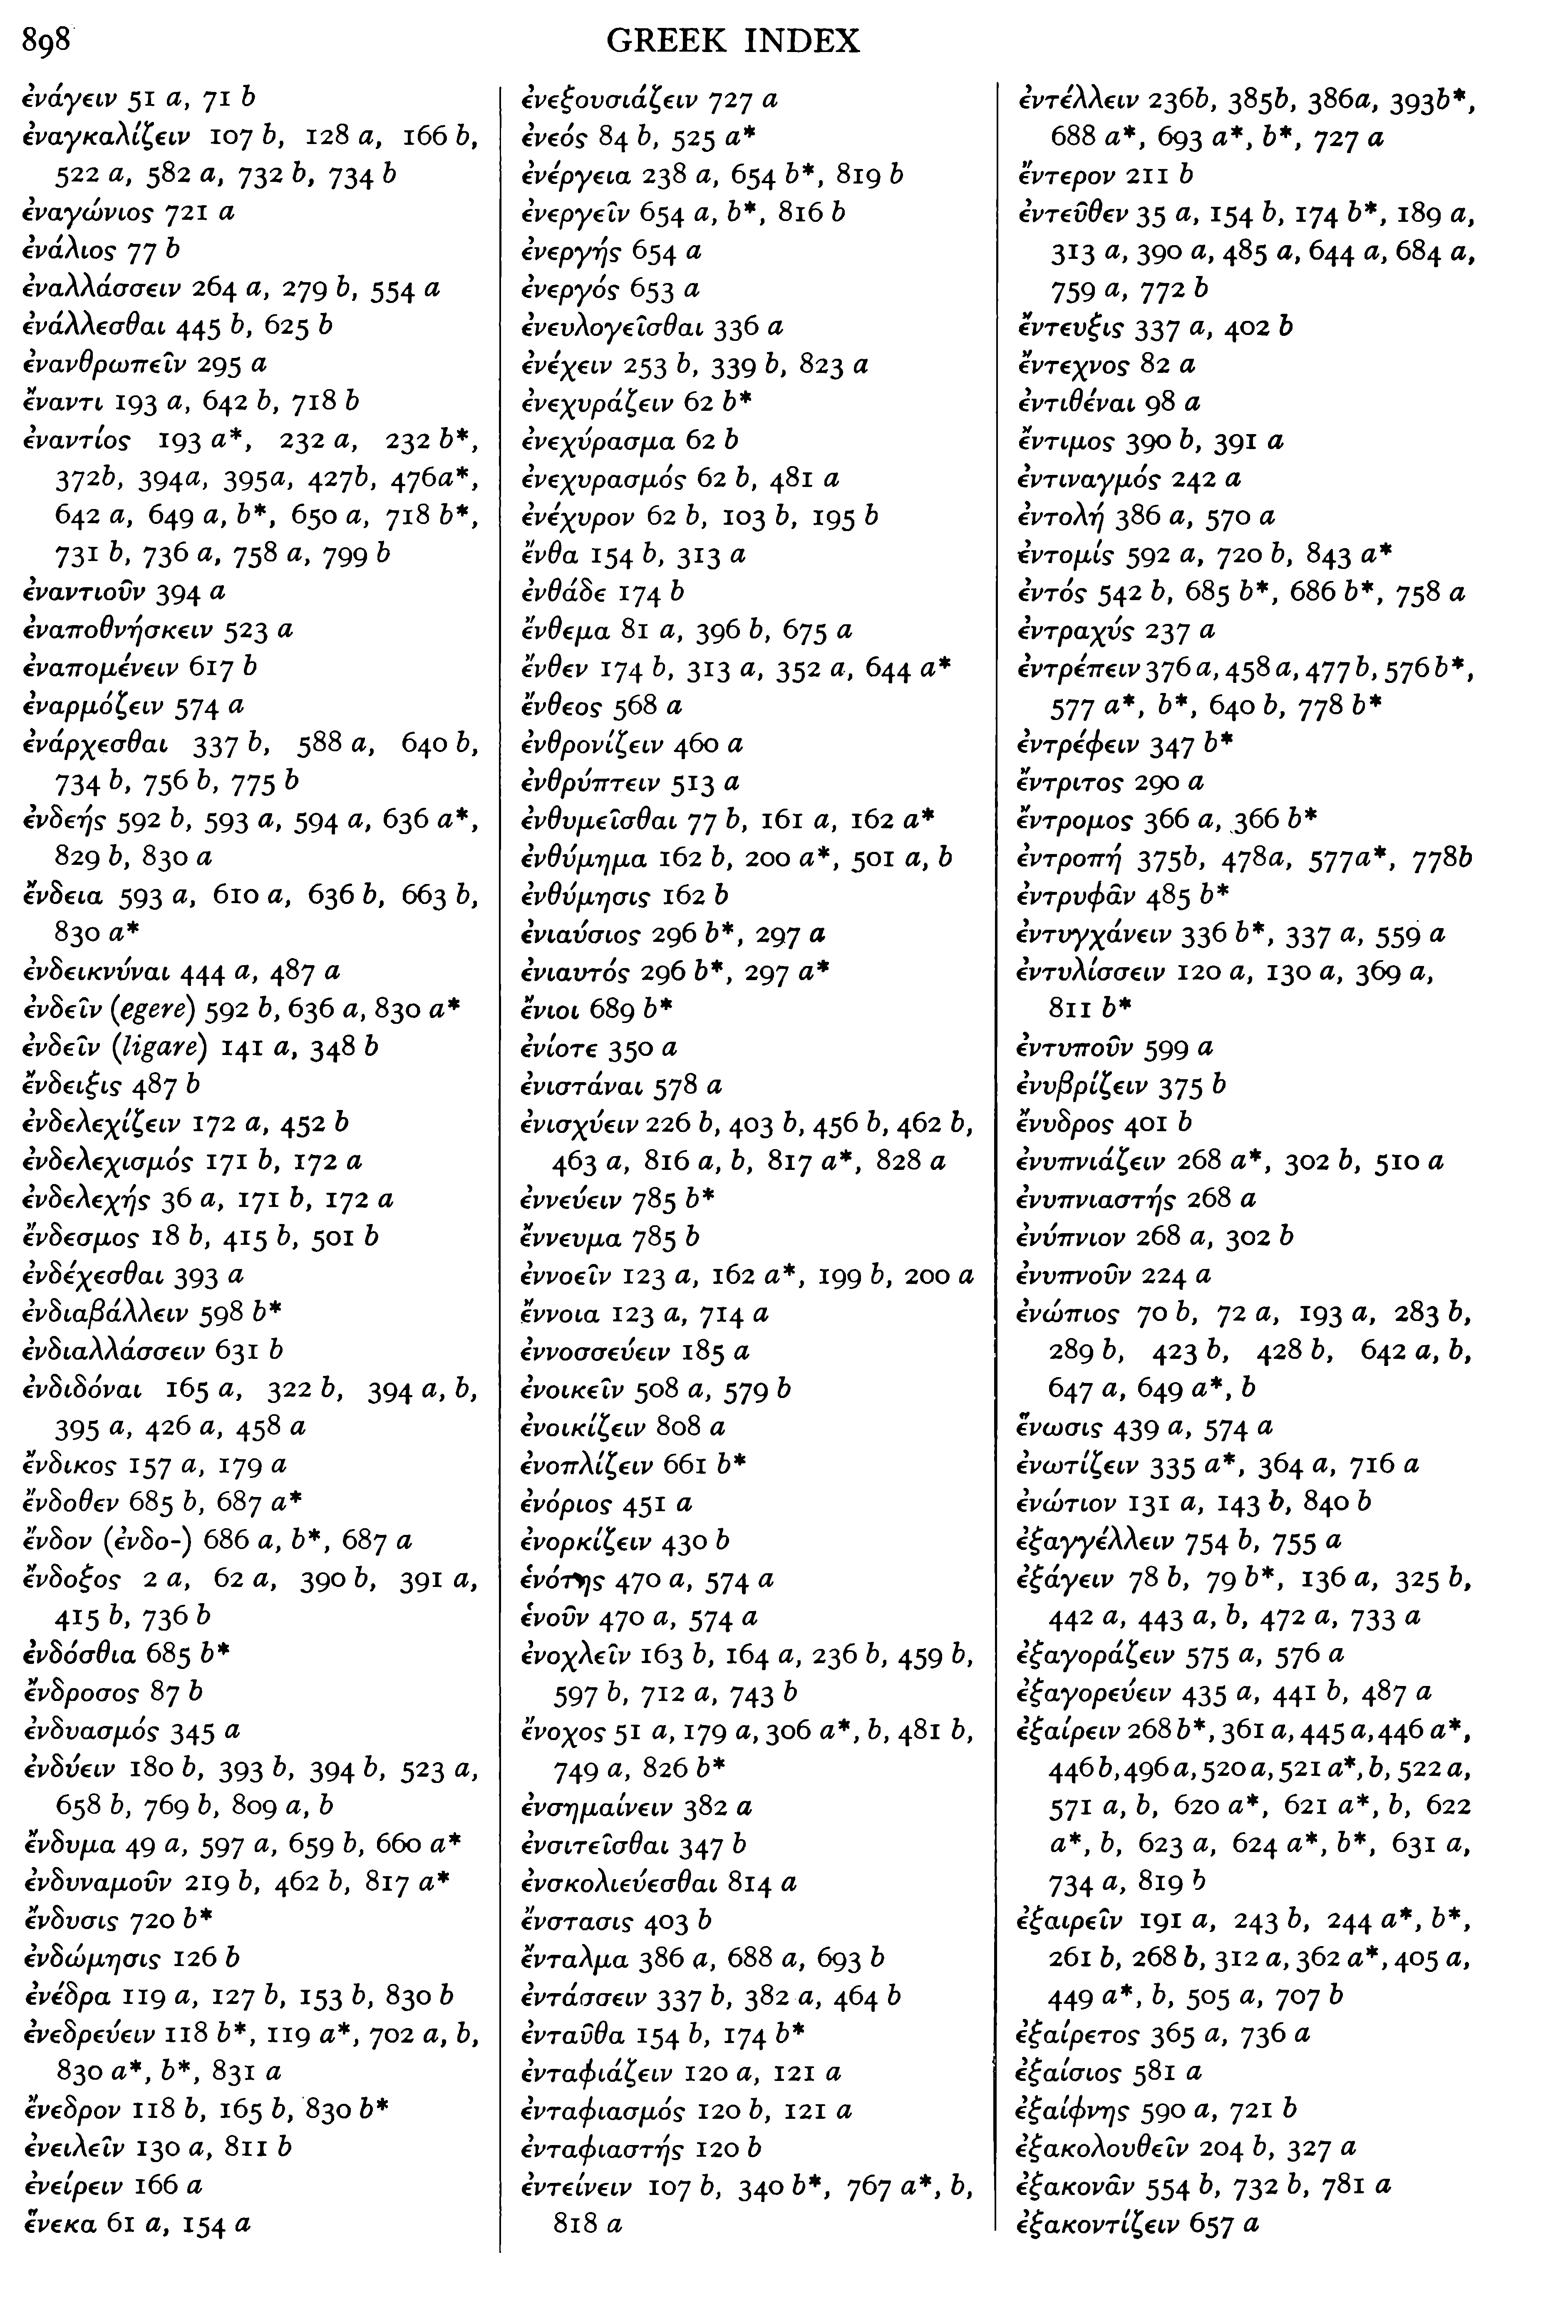 898
GREEK INDEX
ἐνάγειν 51 a, 71 b
ἐναγκαλίζειν 107 b, 128 a, 166 b,
522 a, 582 a, 732 b, 734 b
ἐναγώνιος 721 a
ἐνάλιος 77 b
ἐναλλάσσειν 264 a, 279 b, 554 a
ἐνάλλεσθαι 445 b, 625 b
ἐνανθρωπεῖν 295 a
ἔναντι 193 a, 642 b, 718 b
ἐναντίος 193 a*, 232 a, 232 b*,
372b, 394a, 395a, 427b, 476a*,
642 a, 649 a, b*, 650 a, 718 b*,
731 b, 736 a, 758 a, 799 b
ἐναντιοῦν 394 a
ἐναποθνήσκειν 523 a
ἐναπομένειν 617 b
ἐναρμόζειν 574 a
ἐνάρχεσθαι 337 b, 588 a, 640 b,
734 b, 756 b, 775 b
ἐνδεής 592 b, 593 a, 594 a, 636 a*,
829 b, 830 a
ἔνδεια 593 a, 610 a, 636 b, 663 b,
830 a*
ἐνδεικνύναι 444 a, 487 a
ἐνδεῖν (egere) 592 b, 636 a, 830 a*
ἐνδεῖν (ligare) 141 a, 348 b
ἔνδειξις 487 b
ἐνδελεχίζειν 172 a, 452 b
ἐνδελεχισμός 171 b, 172 a
ἐνδελεχής 36 a, 171 b, 172 a
ἔνδεσμος 18 b, 415 b, 501 b
ἐνδέχεσθαι 393 a
ἐνδιαβάλλειν 598 b*
ἐνδιαλλάσσειν 631 b
ἐνδιδόναι 165 a, 322 b, 394 a, b,
395 a, 426 a, 458 a
ἔνδικος 157 a, 179 a
ἔνδοθεν 685 b, 687 a*
ἔνδον (ἐνδο-) 686 a, b*, 687 a
ἔνδοξος 2 a, 62 a, 390 b, 391 a,
415 b, 736 b
ἐνδόσθια 685 b*
ἔνδροσος 87 b
ἐνδυασμός 345 a
ἐνδύειν 180 b, 393 b, 394 b, 523 a,
658 b, 769 b, 809 a, b
ἔνδυμα 49 a, 597 a, 659 b, 660 a*
ἐνδυναμοῦν 219 b, 462 b, 817 a*
ἔνδυσις 720 b*
ἐνδώμησις 126 b
ἐνέδρα 119 a, 127 b, 153 b, 830 b
ἐνεδρεύειν 118 b*, 119 a*, 702 a, b,
830 a*, b*, 831 a
ἔνεδρον 118 b, 165 b, 830 b*
ἐνειλεῖν 130 a, 811 b
ἐνείρειν 166 a
ἕνεκα 61 a, 154 a
ἐνεξουσιάζειν 727 a
ἐνεός 84 b, 525 a*
ἐνέργεια 238 a, 654 b*, 819 b
ἐνεργεῖν 654 a, b*, 816 b
ἐνεργής 654 a
ἐνεργός 653 a
ἐνευλογεῖσθαι 336 a
ἐνέχειν 253 b, 339 b, 823 a
ἐνεχυράζειν 62 b*
ἐνεχύρασμα 62 b
ἐνεχυρασμός 62 b, 481 a
ἐνέχυρον 62 b, 103 b, 195 b
ἔνθα 154 b, 313 a
ἐνθάδε 174 b
ἔνθεμα 81 a, 396 b, 675 a
ἔνθεν 174 b, 313 a, 352 a, 644 a*
ἔνθεος 568 a
ἐνθρονίζειν 460 a
ἐνθρύπτειν 513 a
ἐνθυμεῖσθαι 77 b, 161 a, 162 a*
ἐνθύμημα 162 b, 200 a*, 501 a, b
ἐνθύμησις 162 b
ἐνιαύσιος 296 b*, 297 a
ἐνιαυτός 296 b*, 297 a*
ἔνιοι 689 b*
ἐνίοτε 350 a
ἐνιστάναι 578 a
ἐνισχύειν 226 b, 403 b, 456 b, 462 b,
463 a, 816 a, b, 817 a*, 828 a
ἐννεύειν 785 b*
ἔννευμα 785 b
ἐννοεῖν 123 a, 162 a*, 199 b, 200 a
ἔννοια 123 a, 714 a
ἐννοσσεύειν 185 a
ἐνοικεῖν 508 a, 579 b
ἐνοικίζειν 808 a
ἐνοπλίζειν 661 b*
ἐνόριος 451 a
ἐνορκίζειν 430 b
ἑνότης 470 a, 574 a
ἑνοῦν 470 a, 574 a
ἐνοχλεῖν 163 b, 164 a, 236 b, 459 b,
597 b, 712 a, 743 b
ἔνοχος 51 a, 179 a, 306 a*, b, 481 b,
749 a, 826 b*
ἐνσημαίνειν 382 a
ἐνσιτεῖσθαι 347 b
ἐνσκολιεύεσθαι 814 a
ἔνστασις 403 b
ἔνταλμα 386 a, 688 a, 693 b
ἐντάσσειν 337 b, 382 a, 464 b
ἐνταῦθα 154 b, 174 b*
ἐνταφιάζειν 120 a, 121 a
ἐνταφιασμός 120 b, 121 a
ἐνταφιαστής 120 b
ἐντείνειν 107 b, 340 b*, 767 a*, b,
818 a
ἐντέλλειν 236b, 385b, 386a, 393b*,
688 a*, 693 a*, b*, 727 a
ἔντερον 211 b
ἐντεῦθεν 35 a, 154 b, 174 b*, 189 a,
313 a, 390 a, 485 a, 644 a, 684 a,
759 a, 772 b
ἔντευξις 337 a, 402 b
ἔντεχνος 82 a
ἐντιθέναι 98 a
ἔντιμος 390 b, 391 a
ἐντιναγμός 242 a
ἐντολή 386 a, 570 a
ἐντομίς 592 a, 720 b, 843 a*
ἐντός 542 b, 685 b*, 686 b*, 758 a
ἐντραχύς 237 a
ἐντρέπειν 376 a, 458 a, 477 b, 576 b*,
577 a*, b*, 640 b, 778 b*
ἐντρέφειν 347 b*
ἔντριτος 290 a
ἔντρομος 366 a, 366 b*
ἐντροπή 375b, 478a, 577a*, 778b
ἐντρυφᾶν 485 b*
ἐντυγχάνειν 336 b*, 337 a, 559 a
ἐντυλίσσειν 120 a, 130 a, 369 a,
811 b*
ἐντυποῦν 599 a
ἐνυβρίζειν 375 b
ἔνυδρος 401 b
ἐνυπνιάζειν 268 a*, 302 b, 510 a
ἐνυπνιαστής 268 a
ἐνύπνιον 268 a, 302 b
ἐνυπνοῦν 224 a
ἐνώπιος 70 b, 72 a, 193 a, 283 b,
289 b, 423 b, 428 b, 642 a, b,
647 a, 649 a*, b
ἕνωσις 439 a, 574 a
ἐνωτίζειν 335 a*, 364 a, 716 a
ἐνώτιον 131 a, 143 b, 840 b
ἐξαγγέλλειν 754 b, 755 a
ἐξάγειν 78 b, 79 b*, 136 a, 325 b,
442 a, 443 a, b, 472 a, 733 a
ἐξαγοράζειν 575 a, 576 a
ἐξαγορεύειν 435 a, 441 b, 487 a
ἐξαίρειν 268 b*, 361 a, 445 a, 446 a*,
446 b, 496 a, 520 a, 521 a*, b, 522 a,
571 a, b, 620 a*, 621 a*, b, 622
a*, b, 623 a, 624 a*, b*, 631 a,
734 a, 819 b
ἐξαιρεῖν 191 a, 243 b, 244 a*, b*,
261 b, 268 b, 312 a, 362 a*, 405 a,
449 a*, b, 505 a, 707 b
ἐξαίρετος 365 a, 736 a
ἐξαίσιος 581 a
ἐξαίφνης 590 a, 721 b
ἐξακολουθεῖν 204 b, 327 a
ἐξακονᾶν 554 b, 732 b, 781 a
ἐξακοντίζειν 657 a